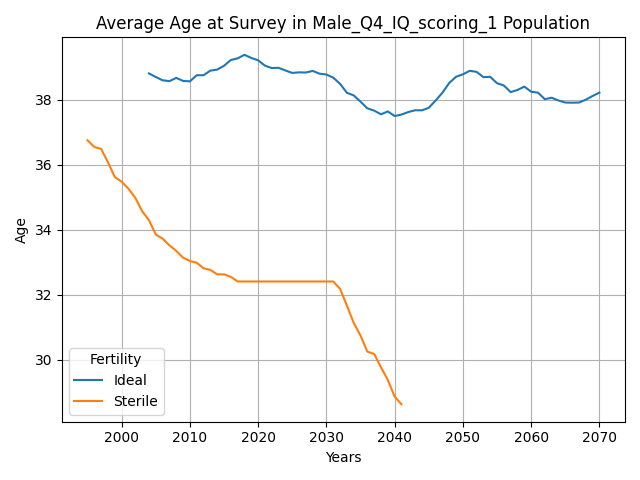 Average Age at Survey in Male_Q4_IQ_scoring_1 Population
Age
38
36
34
32
30
Fertility
Ideal
Sterile
2000 2010 2020 2030 2040 2050 2060 2070
Years